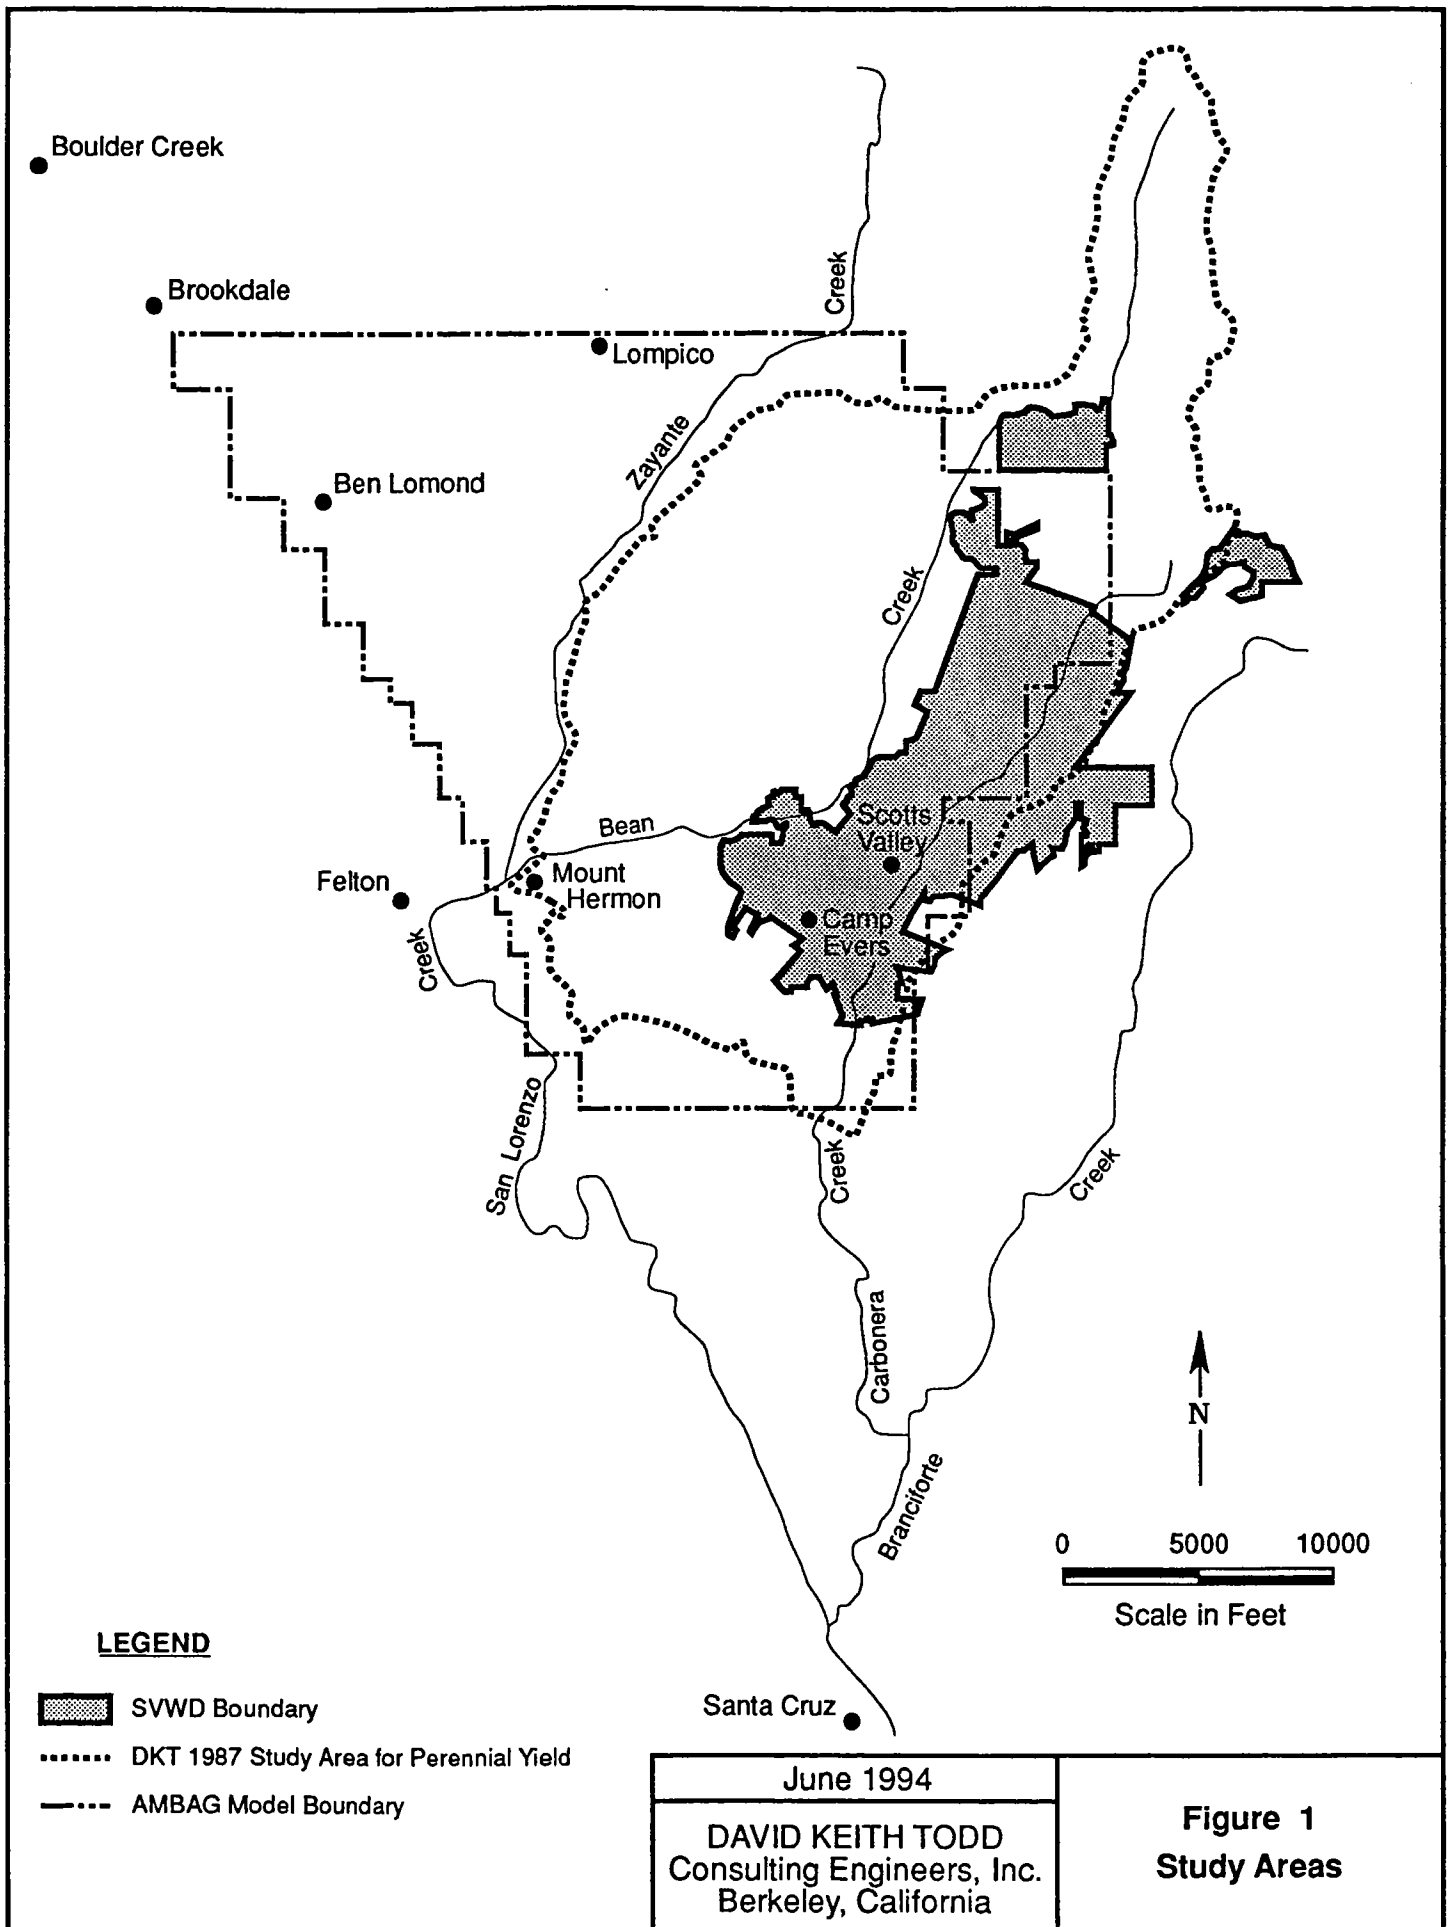 Boulder Creek
Brookdale
Creek
Lompico
Zayante
Ben Lomond
Creek
Scotts
Valley
Bean
Felton
Mount
Hermon
Camp
Evers
Creek
San Lorenzo
Creek
Creek
Carbonera
N
Branciforte
0 5000 10000
Scale in Feet
LEGEND
SVWD Boundary
DKT 1987 Study Area for Perennial Yield
AMBAG Model Boundary
Santa Cruz
June 1994
DAVID KEITH TODD
Consulting Engineers, Inc.
Berkeley, California
Figure 1
Study Areas